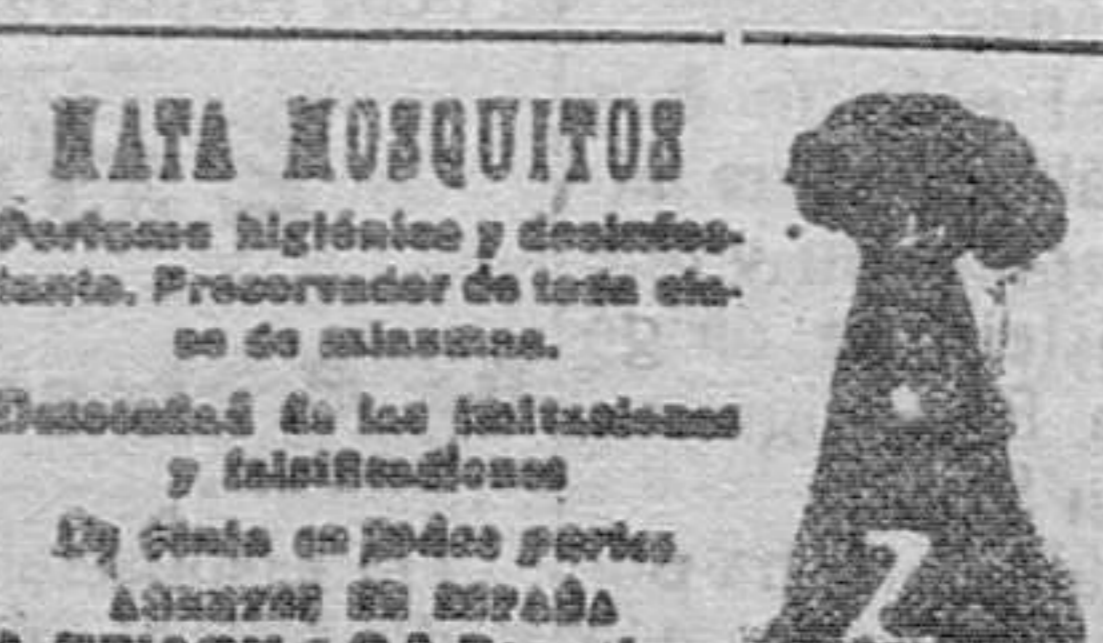 MATA MOSQUITOS
Perfume higiénico y desinfec-
tante. Preservador de toda cla-
se de miasmas.
Desconfiad de las imitaciones
y falsificaciones
De venta en todas partes
AGENTES EN ESPAÑA